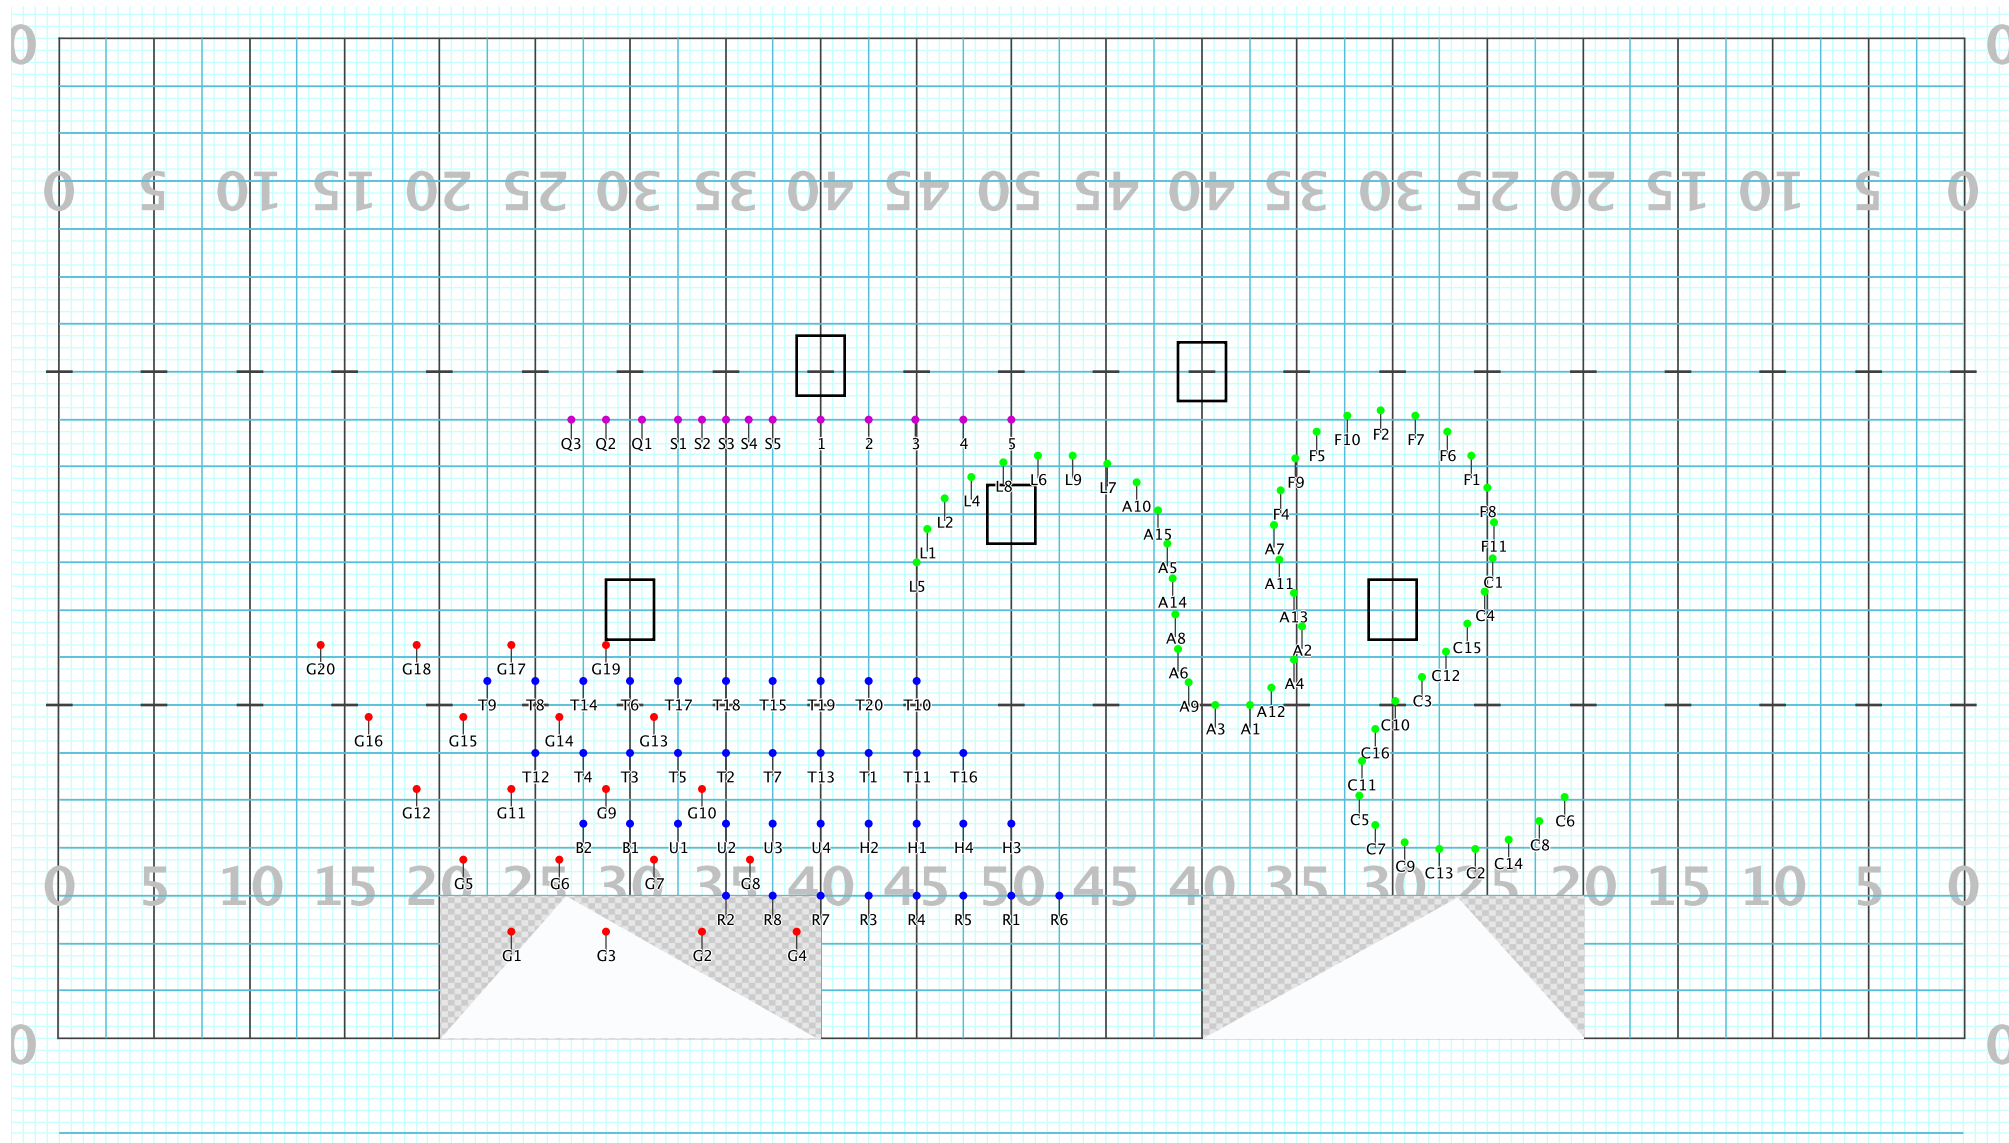 0 0
0 5 10 15 20 25 30 35 40 45 50 45 40 35 30 25 20 15 10 5 0
Q3 Q2 Q1 S1 S2 S3 S4 S5 1 2 3 4 5 F10 F2 F7
F5 F6
L8 L6 L9 L7 F9 F1
L4 A10 F4 F8
L2 A15 A7 F11
L1 A5 A11 C1
L5 A14 A13 C4
G20 G18 G17 G19 A8 A2 C15
A6 A4 C12
T9 T8 T14 T6 T17 T18 T15 T19 T20 T10 A9 A12 C3
G16 G15 G14 G13 A3 A1 C10
C16
T12 T4 T3 T5 T2 T7 T13 T1 T11 T16 C11
G12 G11 G9 G10 C5 C6
B2 B1 U1 U2 U3 U4 H2 H1 H4 H3 C7 C8
C9 C13 C2 C14
0 5 10 15 20 25 30 35 40 45 50 45 40 35 30 25 20 15 10 5 0
G5 G6 G7 G8
R2 R8 R7 R3 R4 R5 R1 R6
G1 G3 G2 G4
0 0